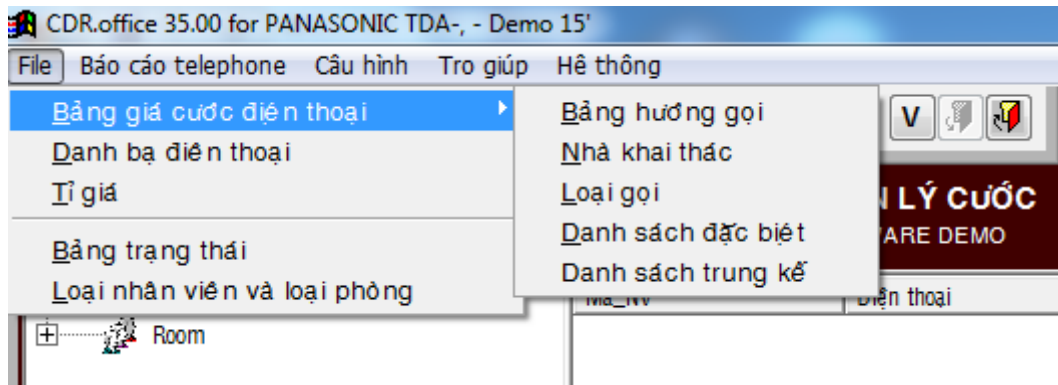 CDR.office 35.00 for PANASONIC TDA-, - Demo 15'
File Báo cáo telephone Câu hình Tro giúp Hê thông
Bảng giá cước điện thoại
Danh bạ điên thoại
Tỉ giá
Bảng trạng thái
Loại nhân viên và loại phòng
Bảng hướng gọi
Nhà khai thác
Loại gọi
Danh sách đặc biệt
Danh sách trung kế
V
LÝ CƯỚC
ARE DEMO
Ma_NV Điện thoại
Room